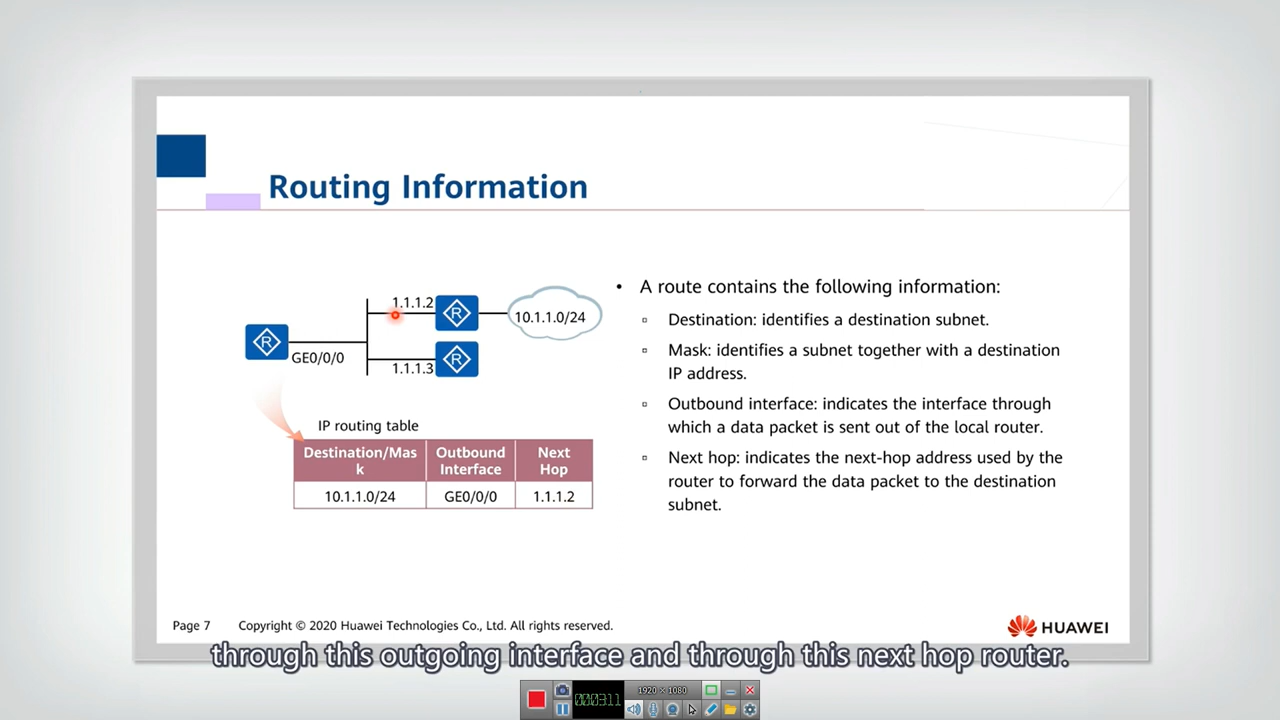 Routing Information
1.1.1.2
R
R
10.1.1.0/24
GE0/0/0
R
1.1.1.3
IP routing table
Destination/Mas
k
Outbound
Interface
Next
Hop
10.1.1.0/24
GE0/0/0
1.1.1.2
• A route contains the following information:
▫ Destination: identifies a destination subnet.
▫ Mask: identifies a subnet together with a destination
IP address.
▫ Outbound interface: indicates the interface through
which a data packet is sent out of the local router.
▫ Next hop: indicates the next-hop address used by the
router to forward the data packet to the destination
subnet.
Page 7
Copyright © 2020 Huawei Technologies Co., Ltd. All rights reserved.
HUAWEI
through this outgoing interface and through this next hop router.
000311
1920 × 1080